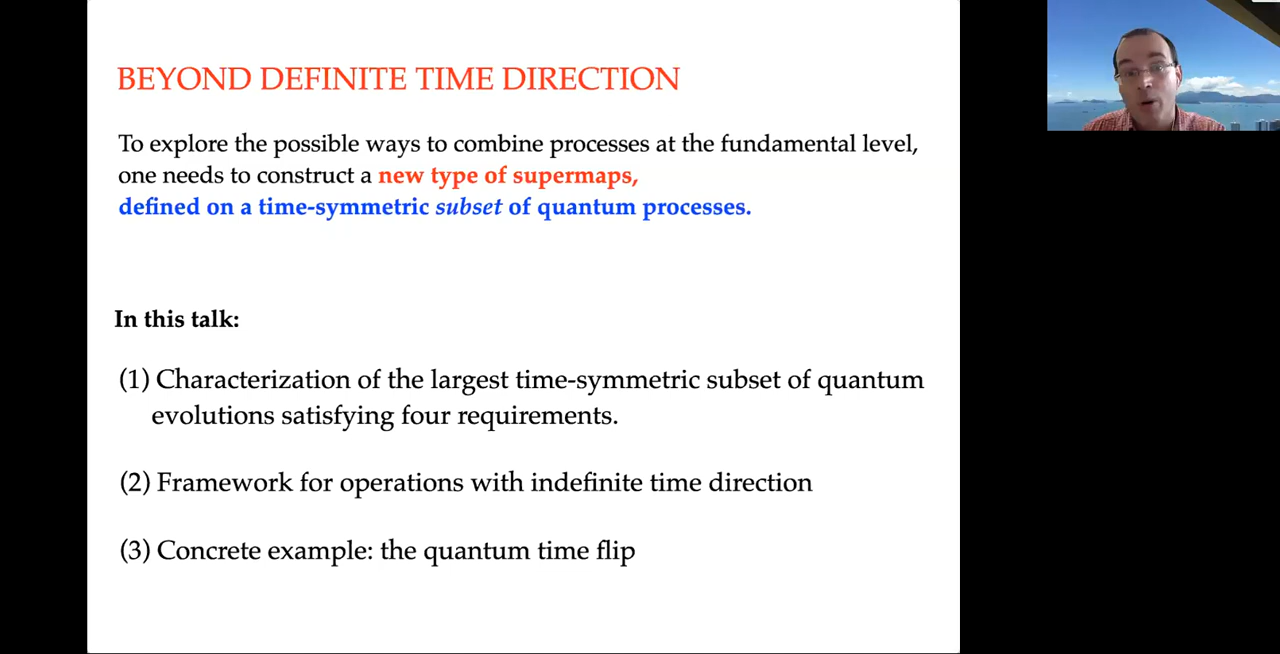 BEYOND DEFINITE TIME DIRECTION
To explore the possible ways to combine processes at the fundamental level,
one needs to construct a new type of supermaps,
defined on a time-symmetric subset of quantum processes.
In this talk:
(1) Characterization of the largest time-symmetric subset of quantum
evolutions satisfying four requirements.
(2) Framework for operations with indefinite time direction
(3) Concrete example: the quantum time flip